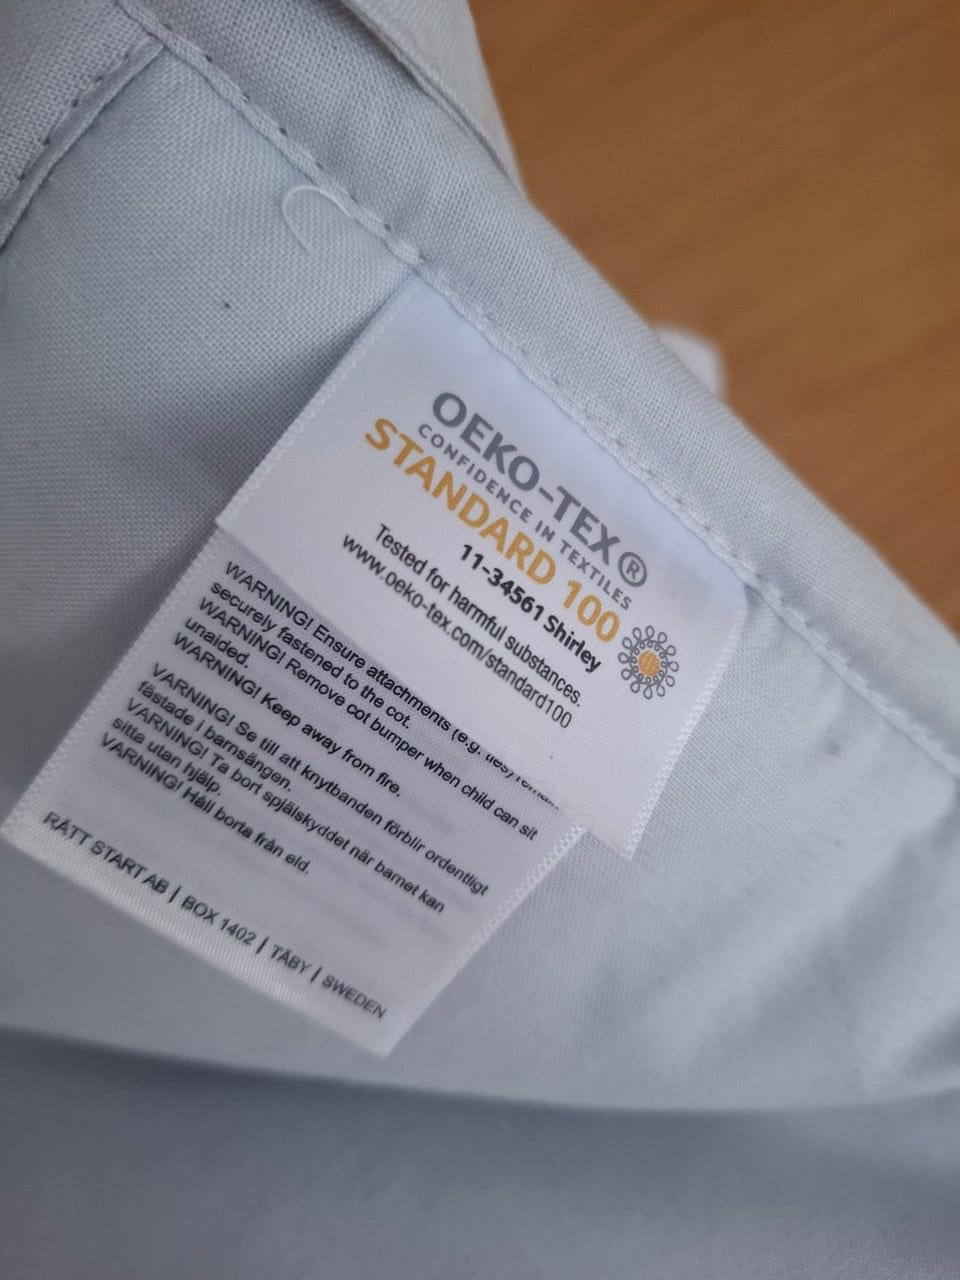 OEKO-TEX®
CONFIDENCE IN TEXTILES
STANDARD 100
11-34561 Shirley
Tested for harmful substances.
www.oeko-tex.com/standard100
WARNING! Ensure attachments (e.g. ties) remain
securely fastened to the cot.
WARNING! Remove cot bumper when child can sit
unaided.
WARNING! Keep away from fire.
VARNING! Se till att knytbanden förblir ordentligt
fästade i barnsängen.
VARNING! Ta bort spjälskyddet när barnet kan
sitta utan hjälp.
VARNING! Håll borta från eld.
RÄTT START AB | BOX 1402 | TÄBY | SWEDEN